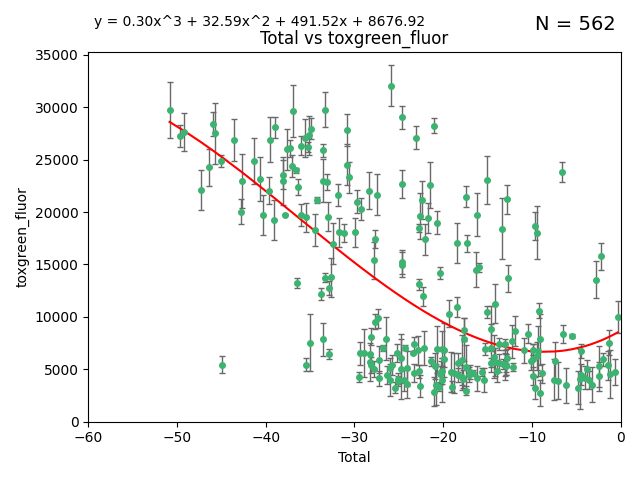 y = 0.30x^3 + 32.59x^2 + 491.52x + 8676.92
N = 562
Total vs toxgreen_fluor
35000
30000
25000
20000
15000
10000
5000
0
toxgreen_fluor
−60 −50 −40 −30 −20 −10 0
Total